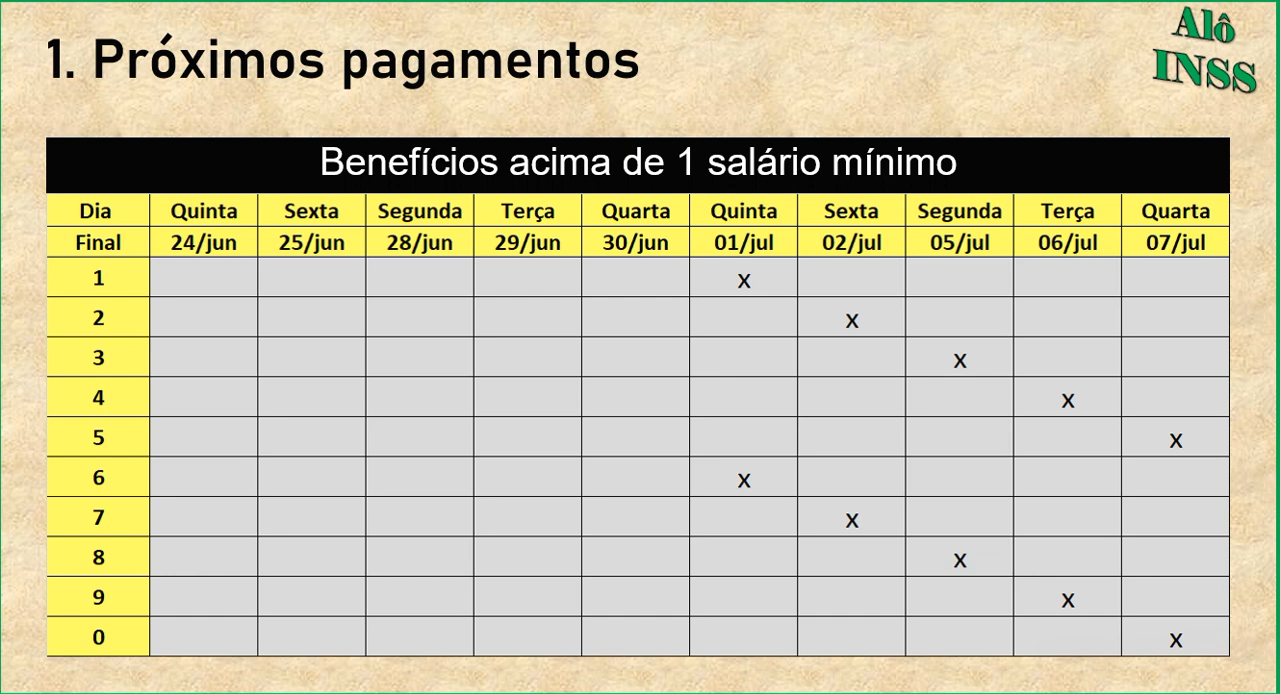 1. Próximos pagamentos
Alô
INSS
Benefícios acima de 1 salário mínimo
Dia Quinta Sexta Segunda Terça Quarta Quinta Sexta Segunda Terça Quarta
Final 24/jun 25/jun 28/jun 29/jun 30/jun 01/jul 02/jul 05/jul 06/jul 07/jul
1 x
2 x
3 x
4 x
5 x
6 x
7 x
8 x
9 x
0 x